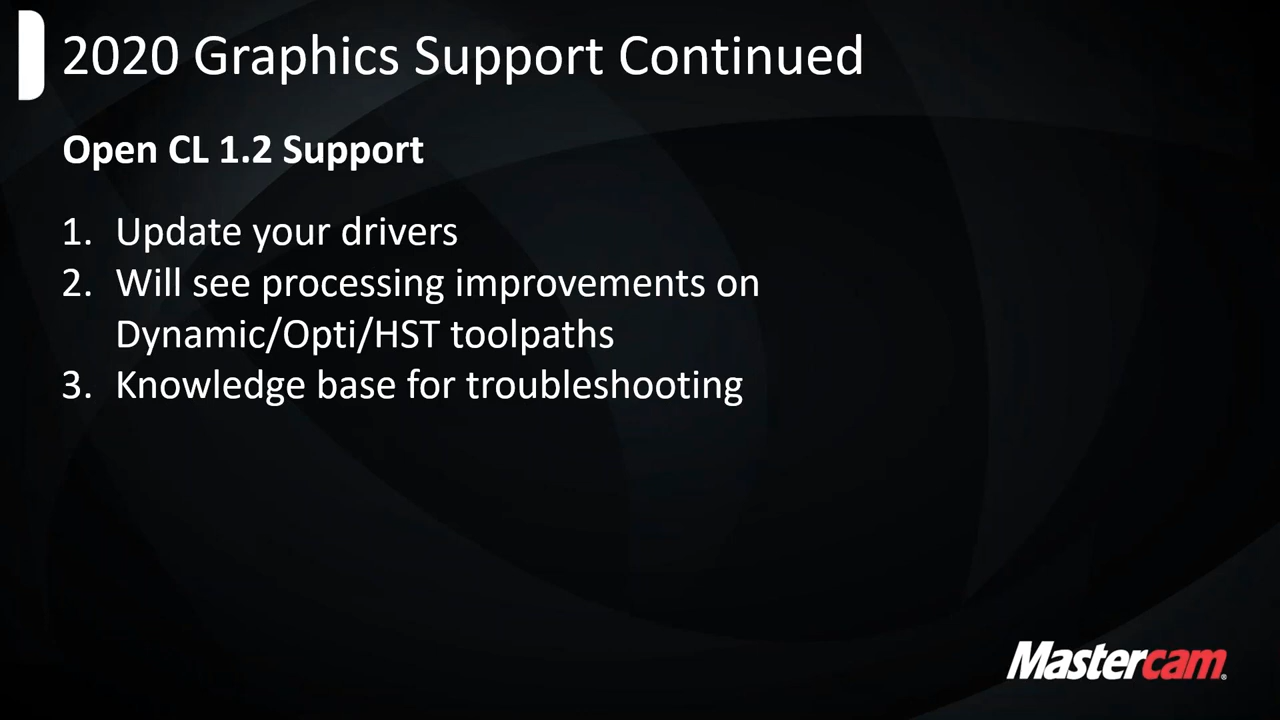 2020 Graphics Support Continued
Open CL 1.2 Support
1. Update your drivers
2. Will see processing improvements on
Dynamic/Opti/HST toolpaths
3. Knowledge base for troubleshooting
Mastercam®